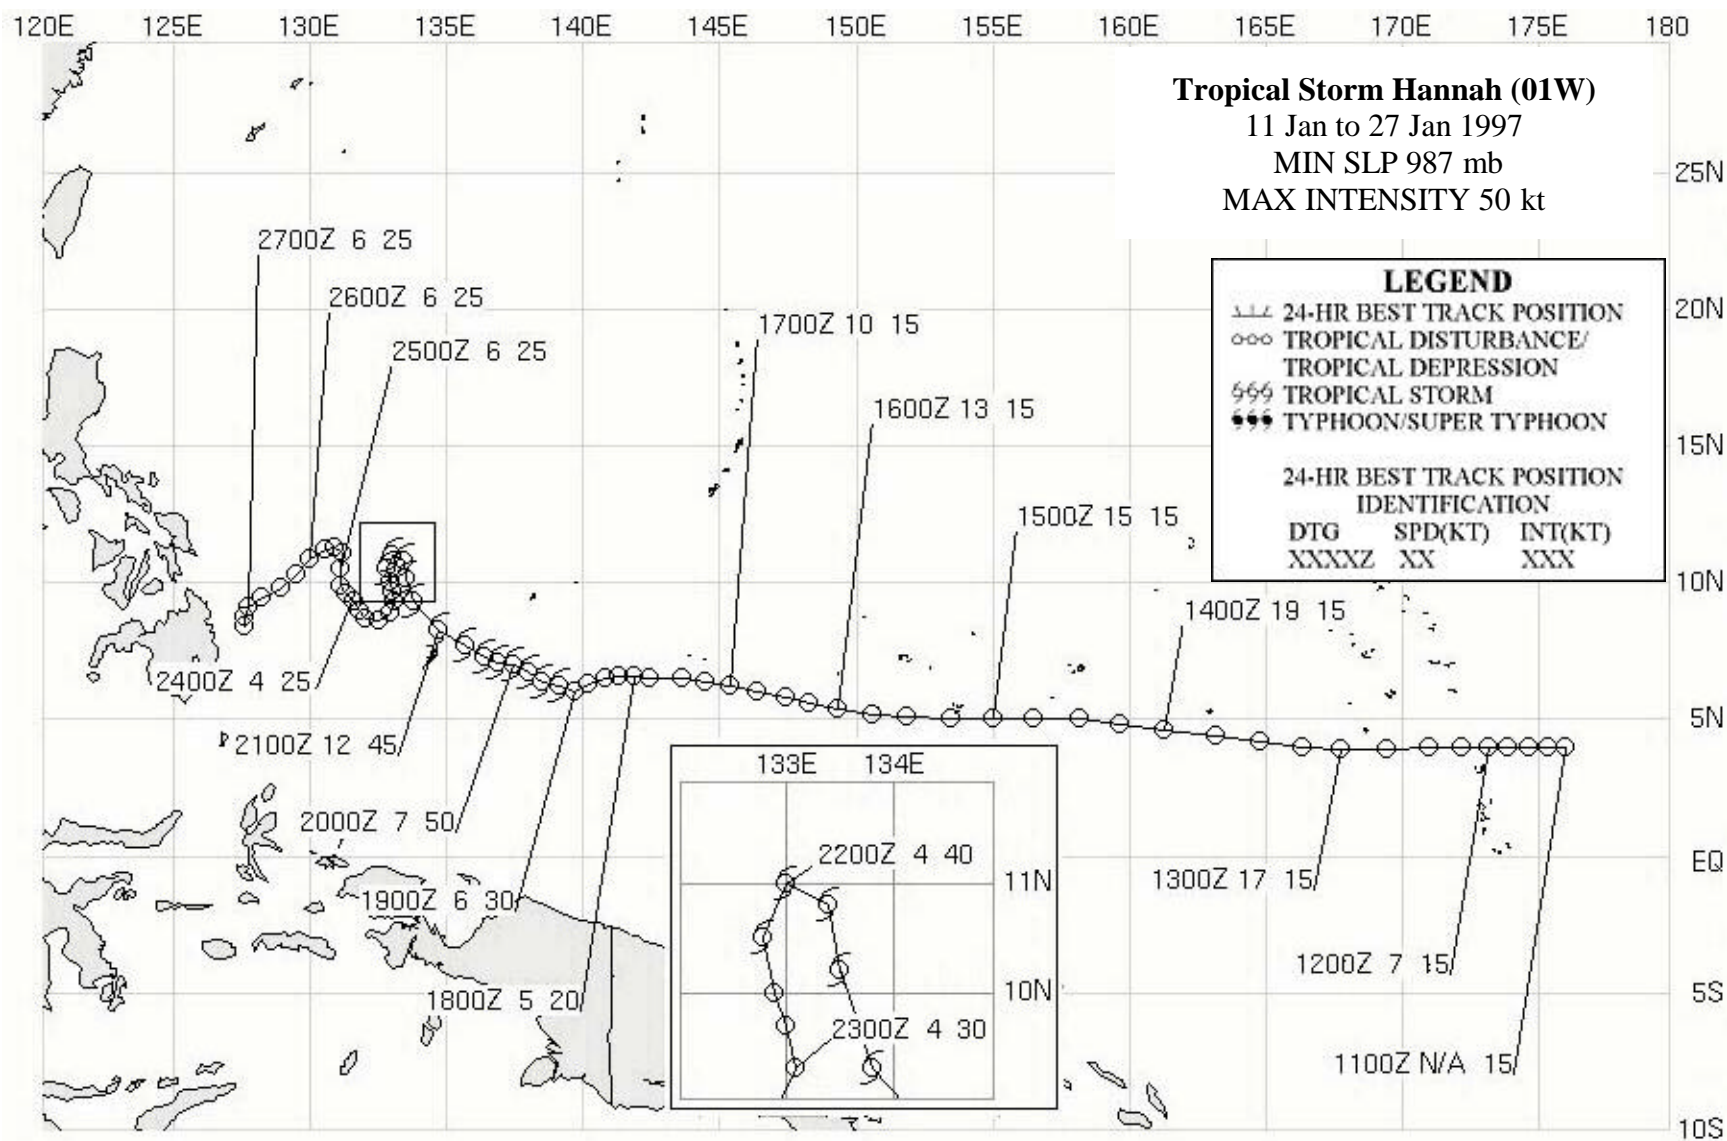 120E 125E 130E 135E 140E 145E 150E 155E 160E 165E 170E 175E 180
Tropical Storm Hannah (01W)
11 Jan to 27 Jan 1997
MIN SLP 987 mb
MAX INTENSITY 50 kt
25N
2700Z 6 25
LEGEND
24-HR BEST TRACK POSITION
TROPICAL DISTURBANCE/
TROPICAL DEPRESSION
TROPICAL STORM
TYPHOON/SUPER TYPHOON
24-HR BEST TRACK POSITION
IDENTIFICATION
DTG SPD(KT) INT(KT)
XXXXZ XX XXX
2600Z 6 25
20N
1700Z 10 15
2500Z 6 25
1600Z 13 15
15N
1500Z 15 15
10N
1400Z 19 15
2400Z 4 25
5N
2100Z 12 45
133E 134E
2000Z 7 50
2200Z 4 40
EQ
11N
1300Z 17 15
1900Z 6 30
1200Z 7 15
1800Z 5 20
10N
5S
2300Z 4 30
1100Z N/A 15
10S